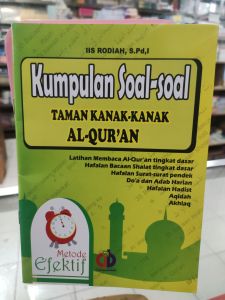 IIS RODIAH, S.Pd,I
Kumpulan Soal-soal
TAMAN KANAK-KANAK
AL-QUR'AN
Latihan Membaca Al-Qur'an tingkat dasar
Hafalan Bacaan Shalat tingkat dasar
Hafalan Surat-surat pendek
Do'a dan Adab Harian
Hafalan Hadist
Aqidah
Akhlaq
Metode
Efektif